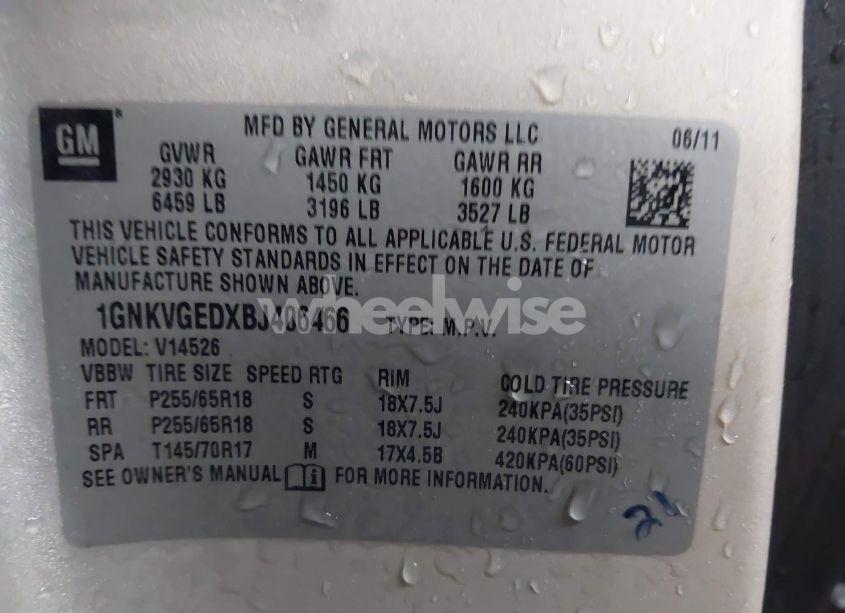 GM
MFD BY GENERAL MOTORS LLC 06/11
GVWR GAWR FRT GAWR RR
2930 KG 1450 KG 1600 KG
6459 LB 3196 LB 3527 LB
THIS VEHICLE CONFORMS TO ALL APPLICABLE U.S. FEDERAL MOTOR
VEHICLE SAFETY STANDARDS IN EFFECT ON THE DATE OF
MANUFACTURE SHOWN ABOVE.
1GNKVGEDXBJ406466 TYPE: M.P.V.
wheelwise
MODEL: V14526
VBBW TIRE SIZE SPEED RTG RIM COLD TIRE PRESSURE
FRT P255/65R18 S 18X7.5J 240KPA(35PSI)
RR P255/65R18 S 18X7.5J 240KPA(35PSI)
SPA T145/70R17 M 17X4.5B 420KPA(60PSI)
SEE OWNER'S MANUAL i FOR MORE INFORMATION.